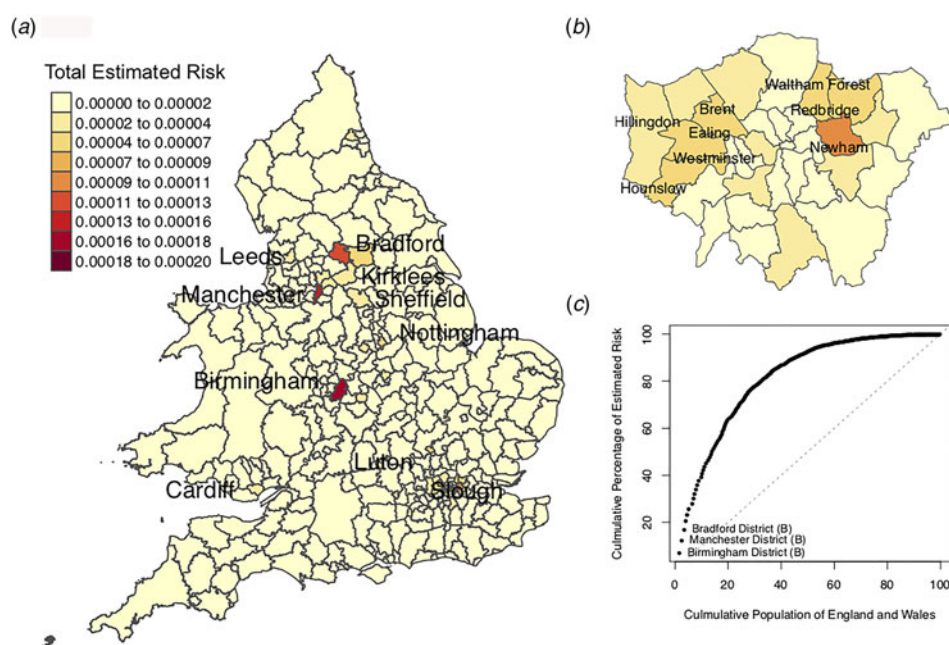 (a)
Total Estimated Risk
0.00000 to 0.00002
0.00002 to 0.00004
0.00004 to 0.00007
0.00007 to 0.00009
0.00009 to 0.00011
0.00011 to 0.00013
0.00013 to 0.00016
0.00016 to 0.00018
0.00018 to 0.00020
Leeds
Bradford
Kirklees
Manchester
Sheffield
Nottingham
Birmingham
Luton
Cardiff
Slough
(b)
Waltham Forest
Brent
Redbridge
Hillingdon
Ealing
Newham
Westminster
Hounslow
(c)
Culmulative Percentage of Estimated Risk
100
80
60
40
20
Bradford District (B)
Manchester District (B)
Birmingham District (B)
0 20 40 60 80 100
Culmulative Population of England and Wales